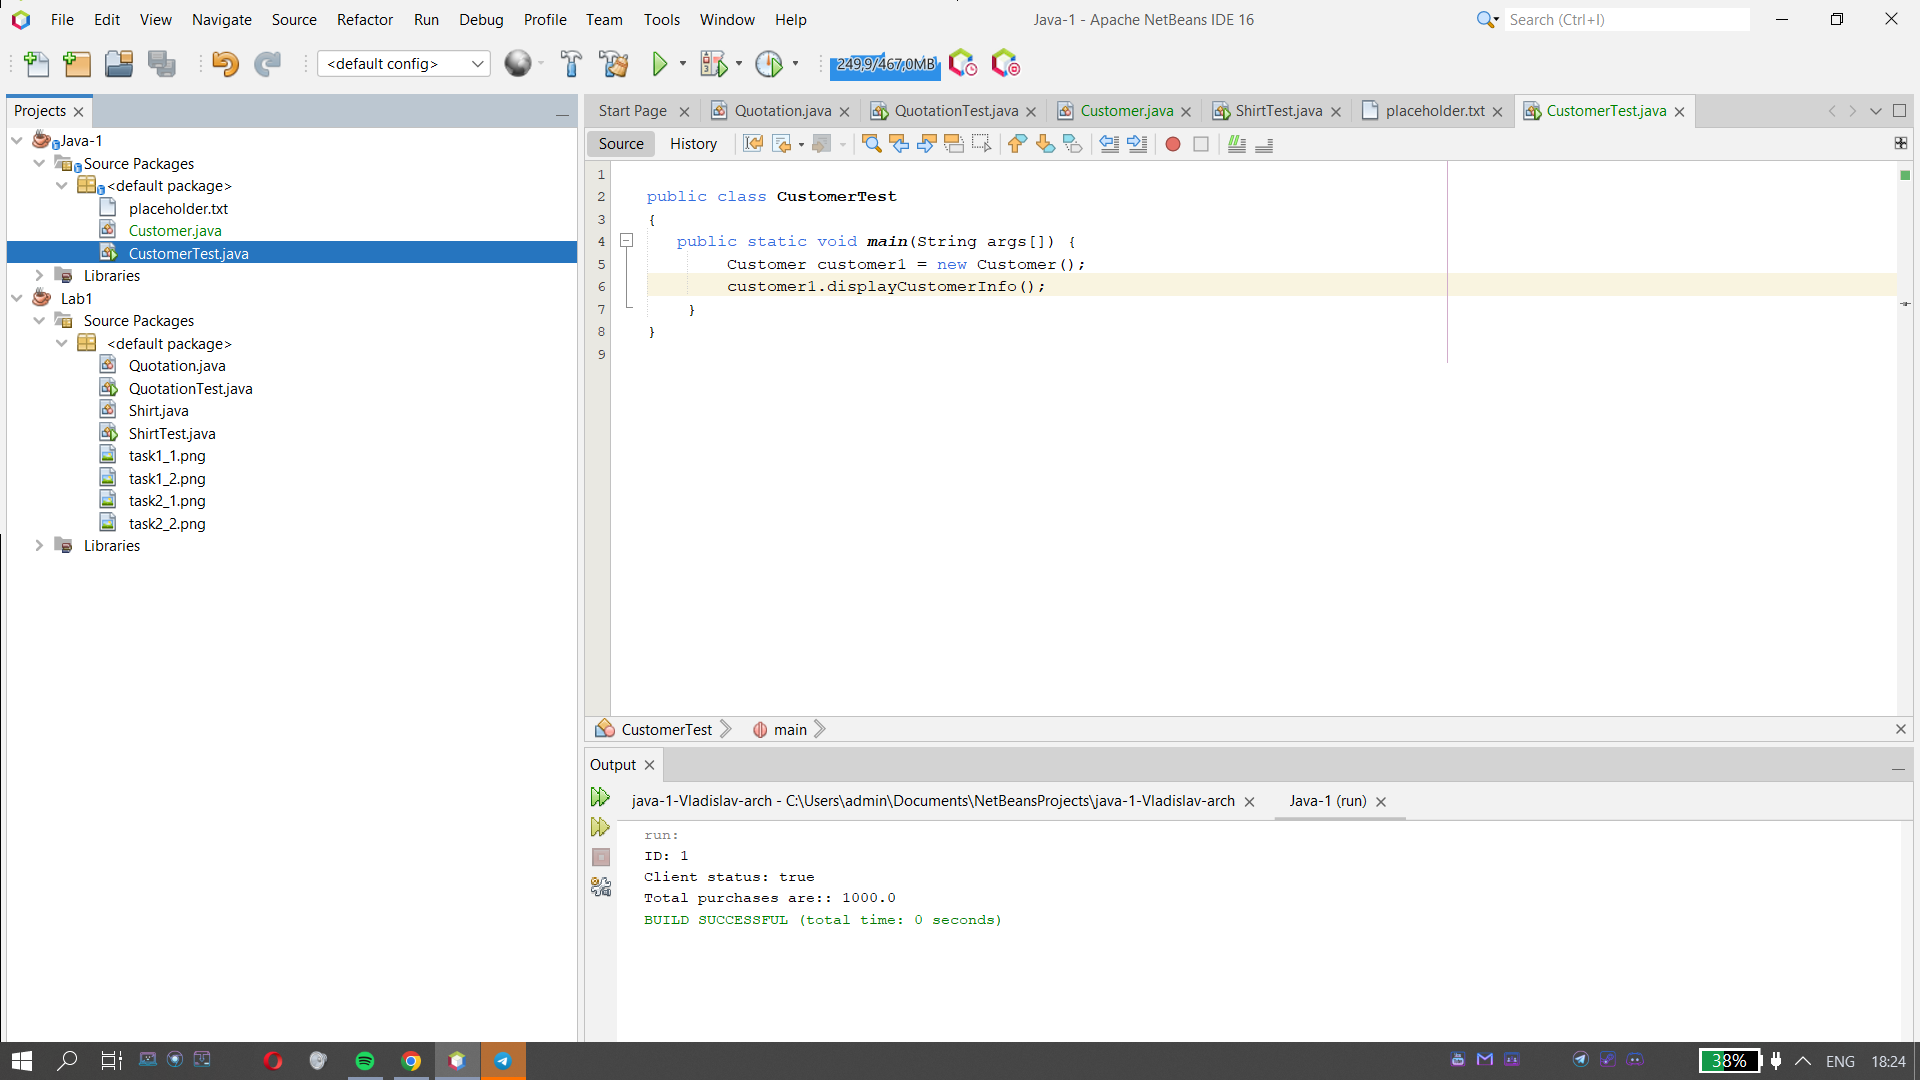 File Edit View Navigate Source Refactor Run Debug Profile Team Tools Window Help
Java-1 - Apache NetBeans IDE 16
Search (Ctrl+I)
<default config>
249,9/467,0MB
Projects
Java-1
Source Packages
<default package>
placeholder.txt
Customer.java
CustomerTest.java
Libraries
Lab1
Source Packages
<default package>
Quotation.java
QuotationTest.java
Shirt.java
ShirtTest.java
task1_1.png
task1_2.png
task2_1.png
task2_2.png
Libraries
Start Page Quotation.java QuotationTest.java Customer.java ShirtTest.java placeholder.txt CustomerTest.java
Source History
1
2 public class CustomerTest
3 {
4 public static void main(String args[]) {
5 Customer customer1 = new Customer();
6 customer1.displayCustomerInfo();
7 }
8 }
9
CustomerTest main
Output
java-1-Vladislav-arch - C:\Users\admin\Documents\NetBeansProjects\java-1-Vladislav-arch Java-1 (run)
run:
ID: 1
Client status: true
Total purchases are:: 1000.0
BUILD SUCCESSFUL (total time: 0 seconds)
38% ENG 18:24